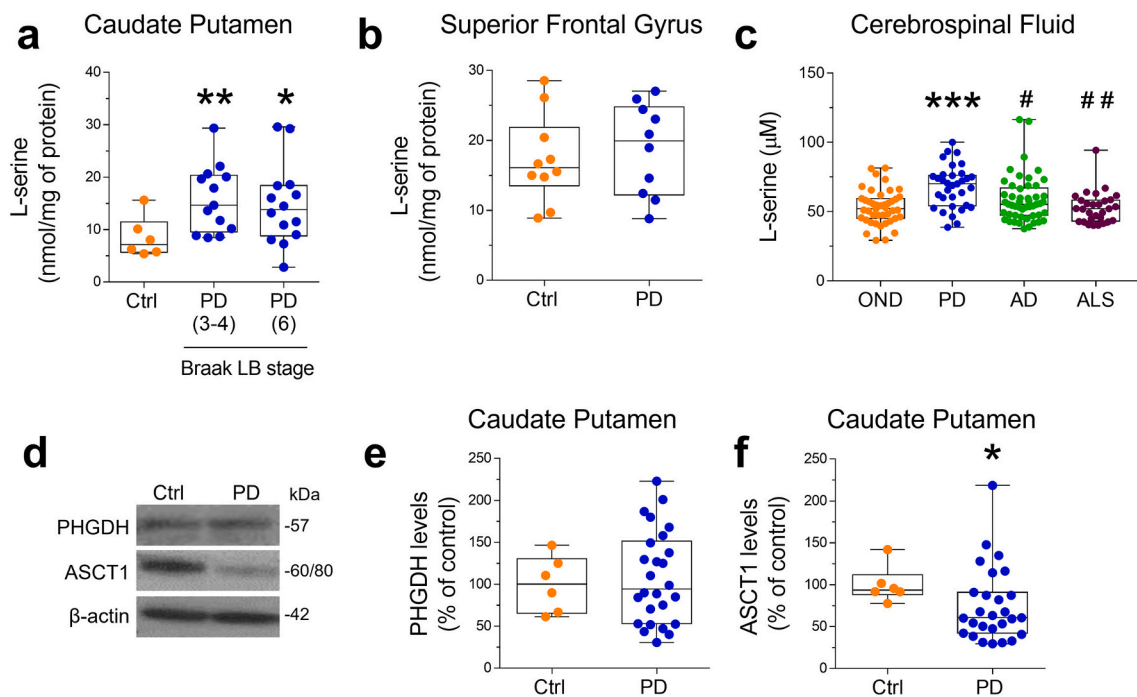 a
Caudate Putamen
L-serine
(nmol/mg of protein)
40
30
20
10
0
**
*
Ctrl
PD
(3-4)
PD
(6)
Braak LB stage
b
Superior Frontal Gyrus
L-serine
(nmol/mg of protein)
30
20
10
0
Ctrl
PD
c
Cerebrospinal Fluid
L-serine (µM)
150
100
50
0
***
#
##
OND
PD
AD
ALS
d
Ctrl
PD
kDa
PHGDH
-57
ASCT1
-60/80
β-actin
-42
e
Caudate Putamen
PHGDH levels
(% of control)
250
200
150
100
50
0
Ctrl
PD
f
Caudate Putamen
ASCT1 levels
(% of control)
250
200
150
100
50
0
*
Ctrl
PD